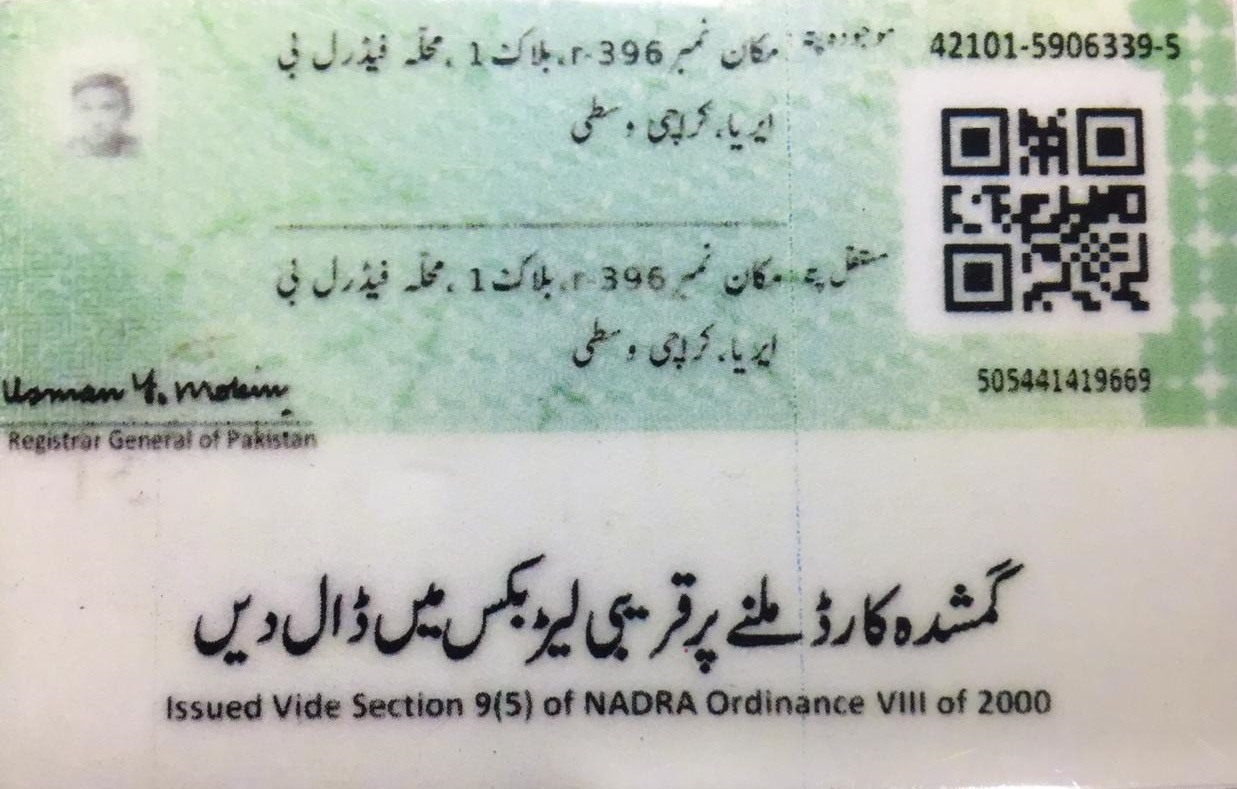 موجودہ پتہ: مکان نمبر r-396، بلاک 1، محلّہ فیڈرل بی
42101-5906339-5
ایریا، کراچی وسطی
مستقل پتہ: مکان نمبر r-396، بلاک 1، محلّہ فیڈرل بی
ایریا، کراچی وسطی
505441419669
Usman Y. Mobin
Registrar General of Pakistan
گمشدہ کارڈ ملنے پر قریبی لیٹر بکس میں ڈال دیں
Issued Vide Section 9(5) of NADRA Ordinance VIII of 2000